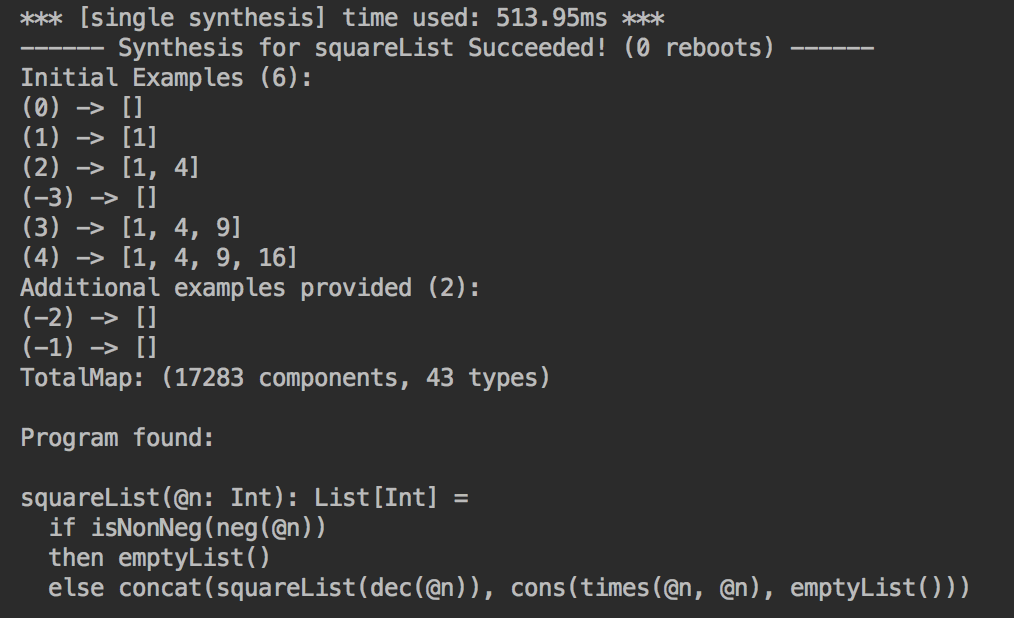 *** [single synthesis] time used: 513.95ms ***
------ Synthesis for squareList Succeeded! (0 reboots) ------
Initial Examples (6):
(0) -> []
(1) -> [1]
(2) -> [1, 4]
(-3) -> []
(3) -> [1, 4, 9]
(4) -> [1, 4, 9, 16]
Additional examples provided (2):
(-2) -> []
(-1) -> []
TotalMap: (17283 components, 43 types)
Program found:
squareList(@n: Int): List[Int] =
  if isNonNeg(neg(@n))
  then emptyList()
  else concat(squareList(dec(@n)), cons(times(@n, @n), emptyList()))